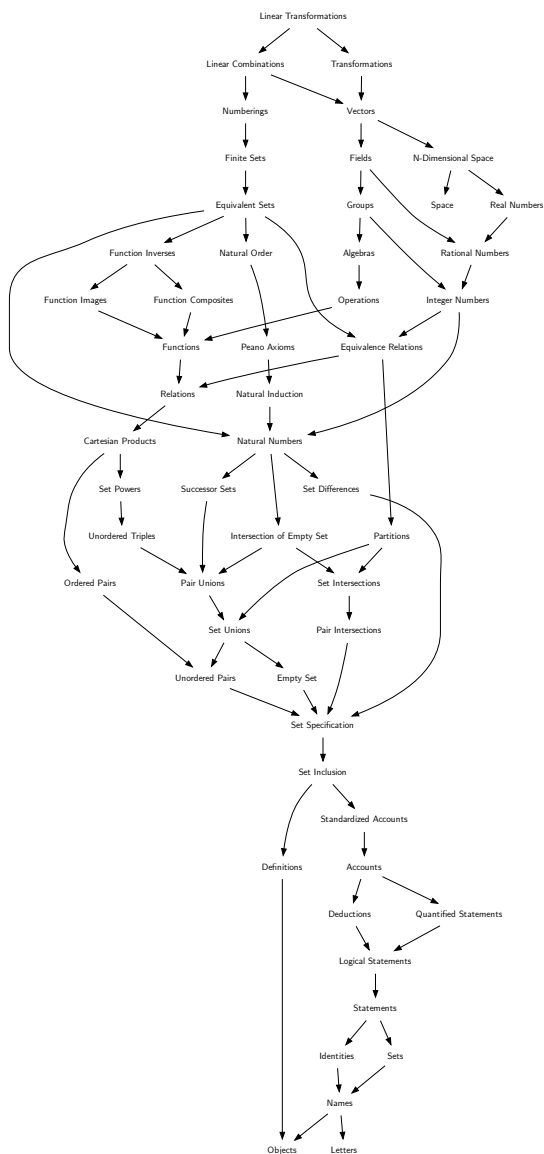 Linear Transformations
Linear Combinations
Transformations
Numberings
Vectors
Finite Sets
Fields
N-Dimensional Space
Equivalent Sets
Groups
Space
Real Numbers
Function Inverses
Natural Order
Algebras
Rational Numbers
Function Images
Function Composites
Operations
Integer Numbers
Functions
Peano Axioms
Equivalence Relations
Relations
Natural Induction
Cartesian Products
Natural Numbers
Set Powers
Successor Sets
Set Differences
Unordered Triples
Intersection of Empty Set
Partitions
Ordered Pairs
Pair Unions
Set Intersections
Set Unions
Pair Intersections
Unordered Pairs
Empty Set
Set Specification
Set Inclusion
Standardized Accounts
Definitions
Accounts
Deductions
Quantified Statements
Logical Statements
Statements
Identities
Sets
Names
Objects
Letters